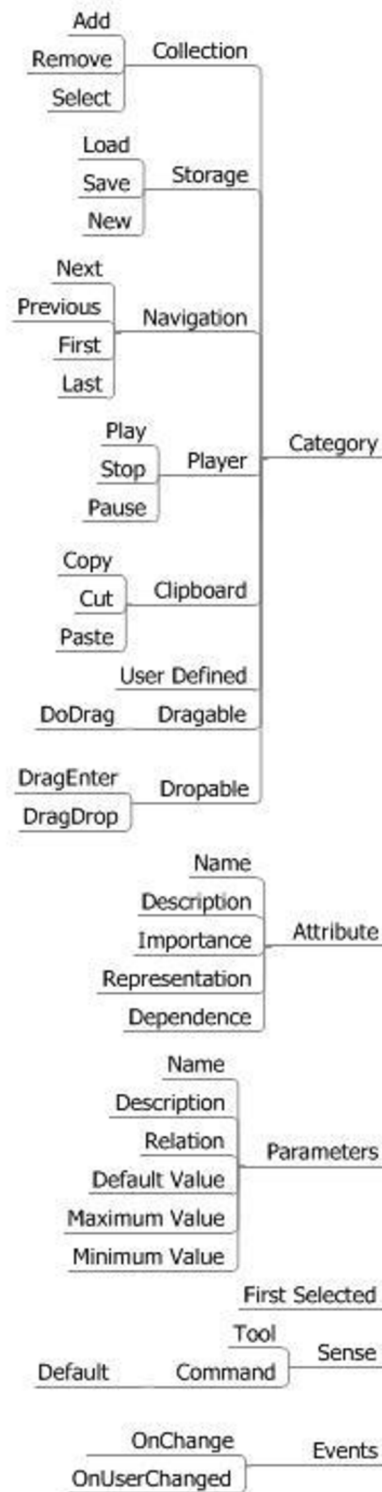 Add
Remove
Select
Collection
Load
Save
New
Storage
Next
Previous
First
Last
Navigation
Play
Stop
Pause
Player
Category
Copy
Cut
Paste
Clipboard
User Defined
DoDrag
Dragable
DragEnter
DragDrop
Dropable
Name
Description
Importance
Representation
Dependence
Attribute
Name
Description
Relation
Default Value
Maximum Value
Minimum Value
Parameters
First Selected
Tool
Default
Command
Sense
OnChange
OnUserChanged
Events